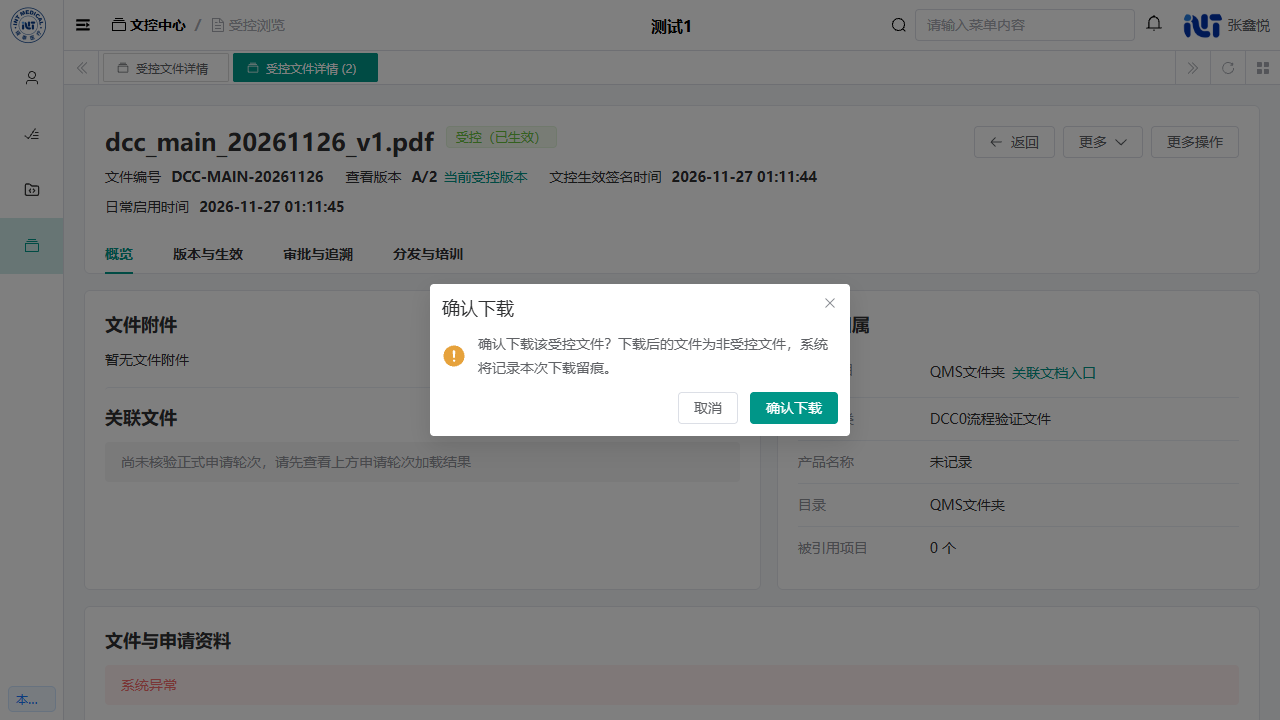 文控中心 / 受控浏览
测试1
请输入菜单内容
张鑫悦
受控文件详情
受控文件详情 (2)
dcc_main_20261126_v1.pdf
受控（已生效）
返回
更多
更多操作
文件编号 DCC-MAIN-20261126 查看版本 A/2 当前受控版本 文控生效签名时间 2026-11-27 01:11:44
日常启用时间 2026-11-27 01:11:45
概览
版本与生效
审批与追溯
分发与培训
文件附件
暂无文件附件
关联文件
尚未核验正式申请轮次，请先查看上方申请轮次加载结果
确认下载
确认下载该受控文件？下载后的文件为非受控文件，系统
将记录本次下载留痕。
取消
确认下载
属
QMS文件夹 关联文档入口
DCC0流程验证文件
产品名称 未记录
目录 QMS文件夹
被引用项目 0 个
文件与申请资料
系统异常
本...